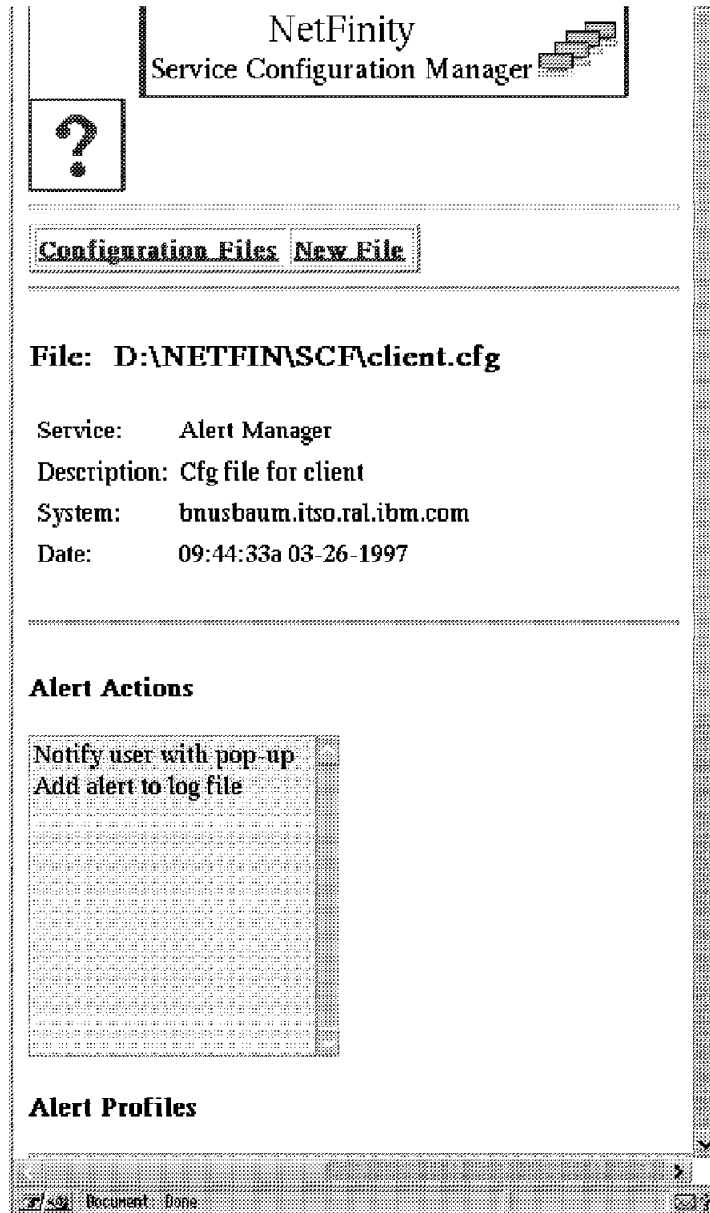 NetFinity
Service Configuration Manager
?
Configuration Files New File
File: D:\NETFIN\SCF\client.cfg
Service: Alert Manager
Description: Cfg file for client
System: bnusbaum.itso.ral.ibm.com
Date: 09:44:33a 03-26-1997
Alert Actions
Notify user with pop-up
Add alert to log file
Alert Profiles
Document: Done